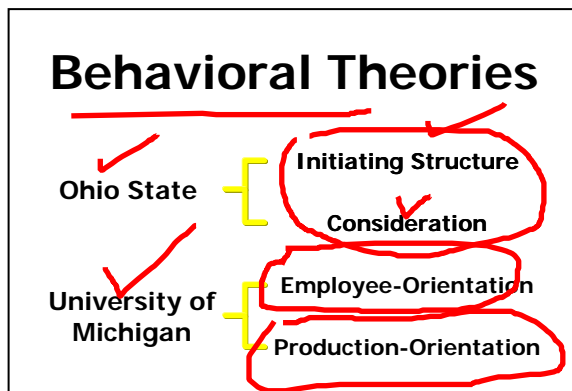 Behavioral Theories
Initiating Structure
Ohio State
Consideration
Employee-Orientation
University of
Michigan
Production-Orientation